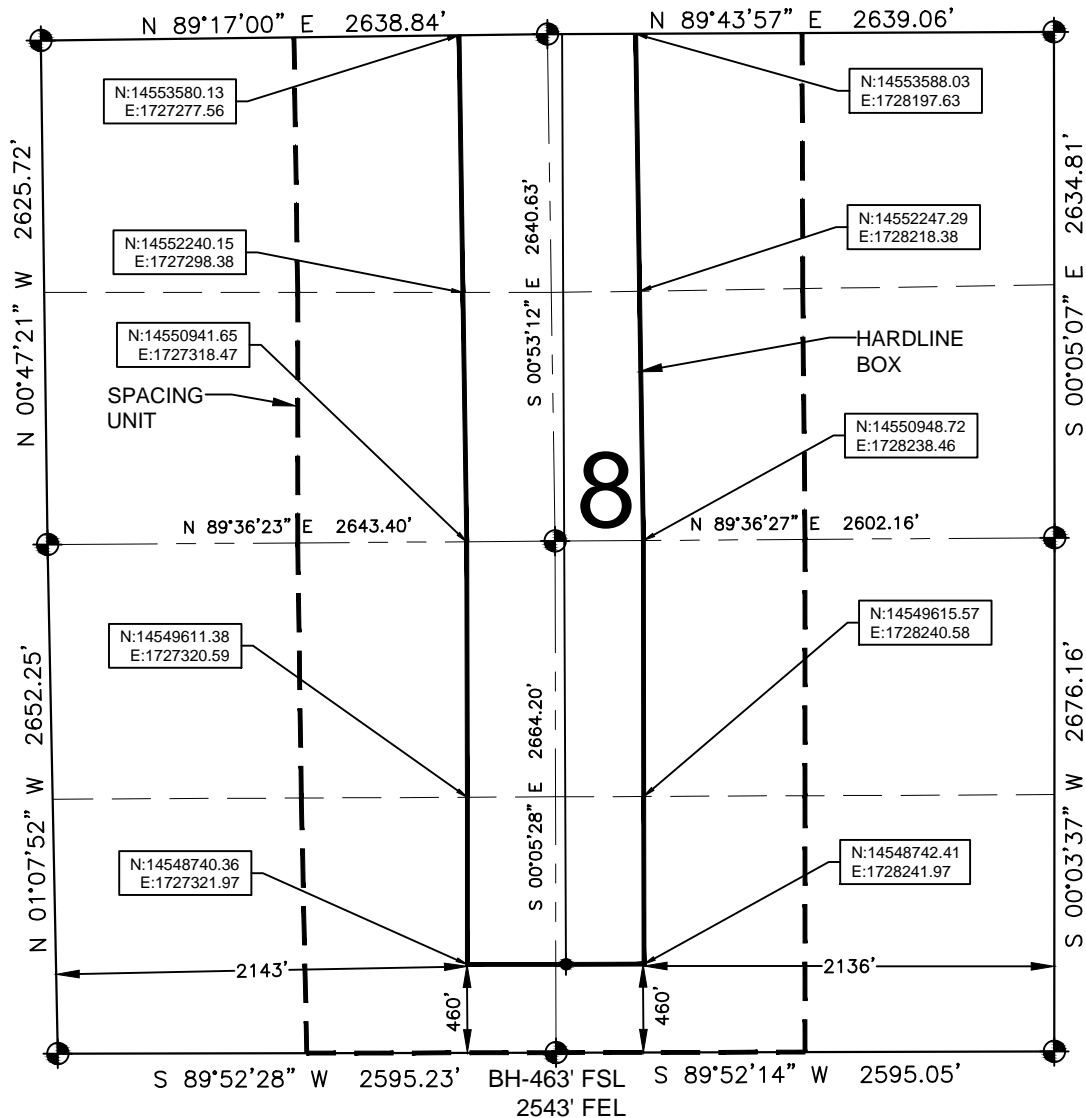 N 89°17'00" E 2638.84'
N 89°43'57" E 2639.06'
N:14553580.13
E:1727277.56
N:14553588.03
E:1728197.63
N 00°47'21" W 2625.72'
S 00°53'12" E 2640.63'
S 00°05'07" E 2634.81'
N:14552240.15
E:1727298.38
N:14552247.29
E:1728218.38
N:14550941.65
E:1727318.47
HARDLINE
BOX
SPACING
UNIT
N:14550948.72
E:1728238.46
8
N 89°36'23" E 2643.40'
N 89°36'27" E 2602.16'
N:14549611.38
E:1727320.59
N:14549615.57
E:1728240.58
N 01°07'52" W 2652.25'
S 00°05'28" E 2664.20'
S 00°03'37" W 2676.16'
N:14548740.36
E:1727321.97
N:14548742.41
E:1728241.97
2143'
2136'
460'
460'
S 89°52'28" W 2595.23'
BH-463' FSL
2543' FEL
S 89°52'14" W 2595.05'